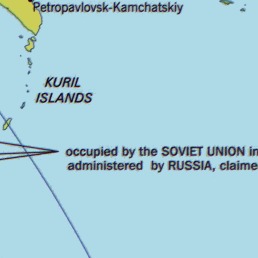 Petropavlovsk-Kamchatskiy
KURIL
ISLANDS
occupied by the SOVIET UNION in
administered by RUSSIA, claime